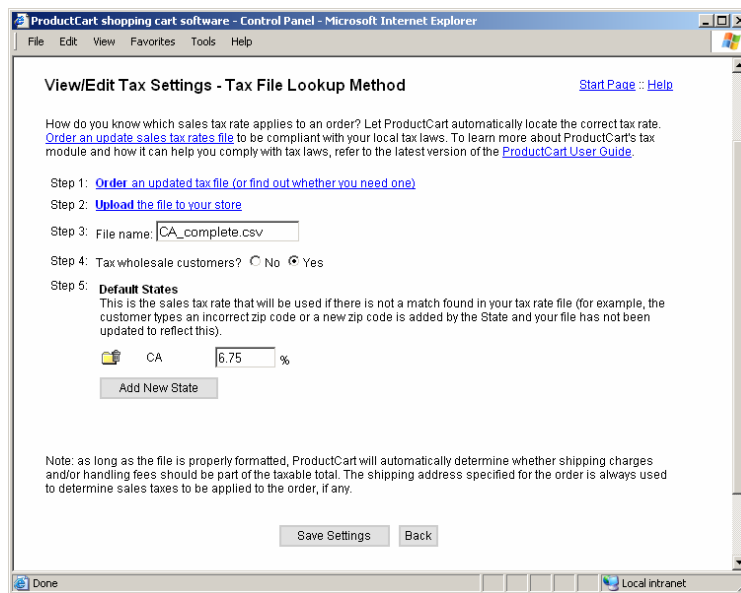 ProductCart shopping cart software - Control Panel - Microsoft Internet Explorer
File Edit View Favorites Tools Help
View/Edit Tax Settings - Tax File Lookup Method
Start Page :: Help
How do you know which sales tax rate applies to an order? Let ProductCart automatically locate the correct tax rate.
Order an update sales tax rates file to be compliant with your local tax laws. To learn more about ProductCart's tax
module and how it can help you comply with tax laws, refer to the latest version of the ProductCart User Guide.
Step 1: Order an updated tax file (or find out whether you need one)
Step 2: Upload the file to your store
Step 3: File name: CA_complete.csv
Step 4: Tax wholesale customers? No Yes
Step 5: Default States
This is the sales tax rate that will be used if there is not a match found in your tax rate file (for example, the
customer types an incorrect zip code or a new zip code is added by the State and your file has not been
updated to reflect this).
CA 6.75 %
Add New State
Note: as long as the file is properly formatted, ProductCart will automatically determine whether shipping charges
and/or handling fees should be part of the taxable total. The shipping address specified for the order is always used
to determine sales taxes to be applied to the order, if any.
Save Settings Back
Done Local intranet